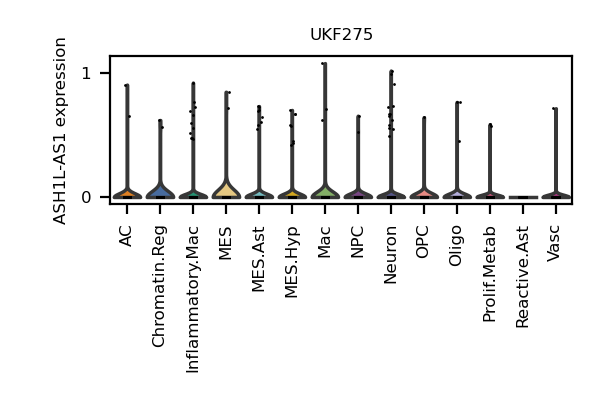 UKF275
ASH1L-AS1 expression
1
0
AC
Chromatin.Reg
Inflammatory.Mac
MES
MES.Ast
MES.Hyp
Mac
NPC
Neuron
OPC
Oligo
Prolif.Metab
Reactive.Ast
Vasc